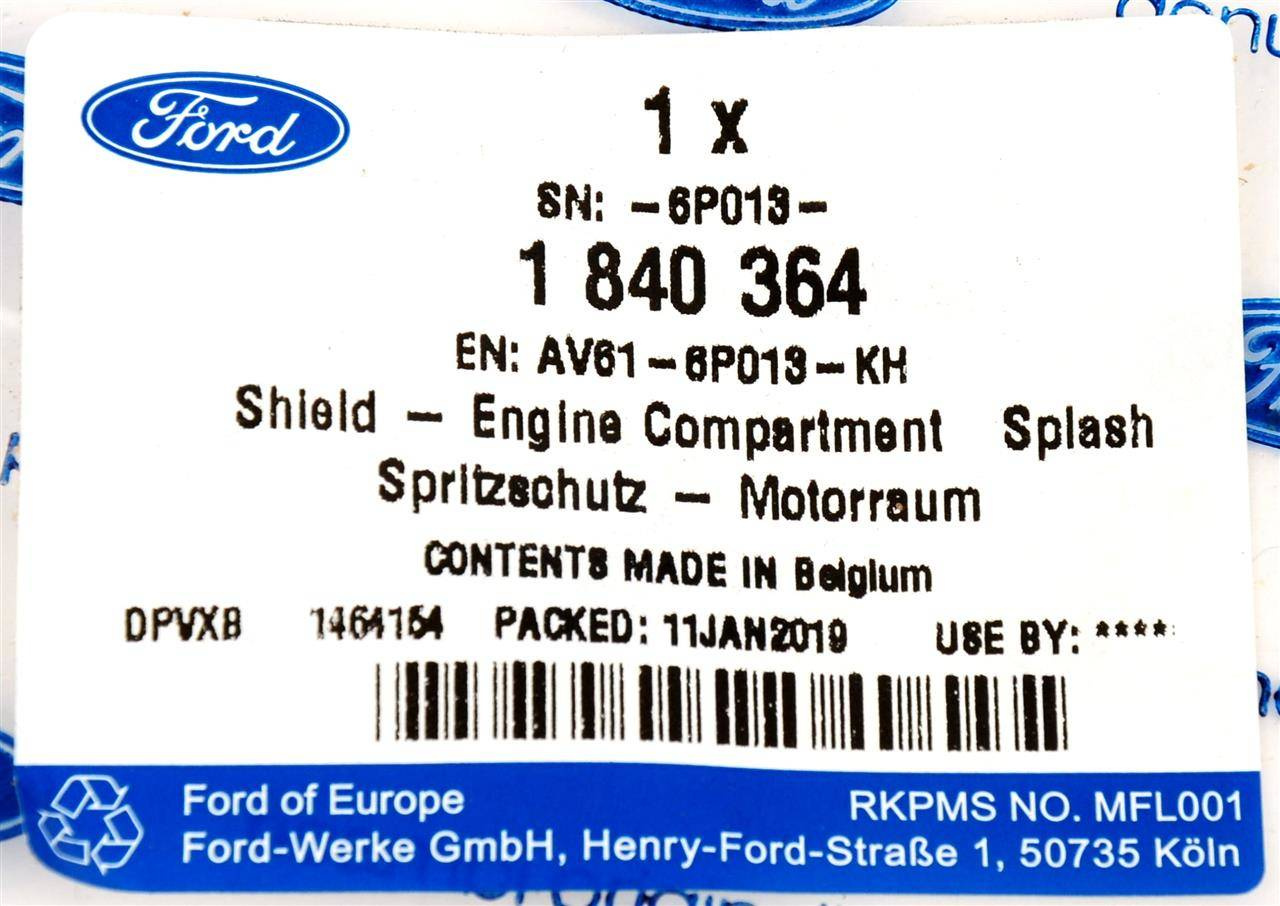 Ford
1 x
SN: -6P013-
1 840 364
EN: AV61-6P013-KH
Shield - Engine Compartment Splash
Spritzschutz - Motorraum
CONTENTS MADE IN Belgium
DPVXB 1464154 PACKED: 11JAN2019 USE BY: ****
Ford of Europe
RKPMS NO. MFL001
Ford-Werke GmbH, Henry-Ford-Straße 1, 50735 Köln